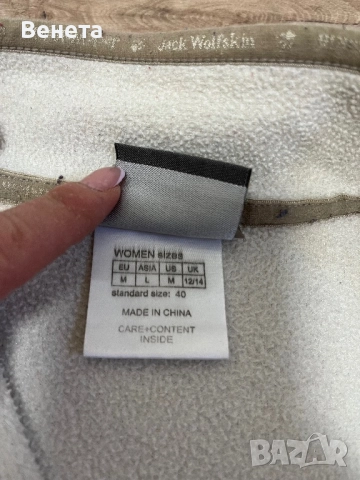 Венета
Jack Wolfskin
WOMEN sizes
EU ASIA US UK
M L M 12/14
standard size: 40
MADE IN CHINA
CARE+CONTENT
INSIDE
BAZAR